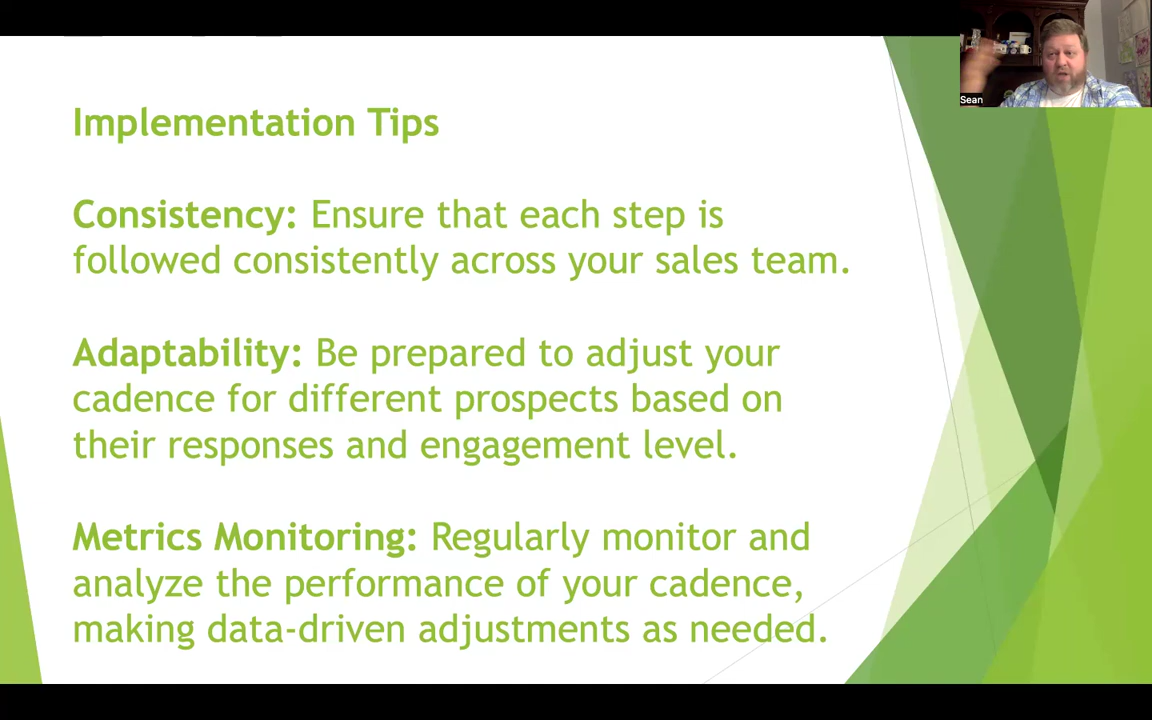 Sean
Implementation Tips
Consistency: Ensure that each step is
followed consistently across your sales team.
Adaptability: Be prepared to adjust your
cadence for different prospects based on
their responses and engagement level.
Metrics Monitoring: Regularly monitor and
analyze the performance of your cadence,
making data-driven adjustments as needed.